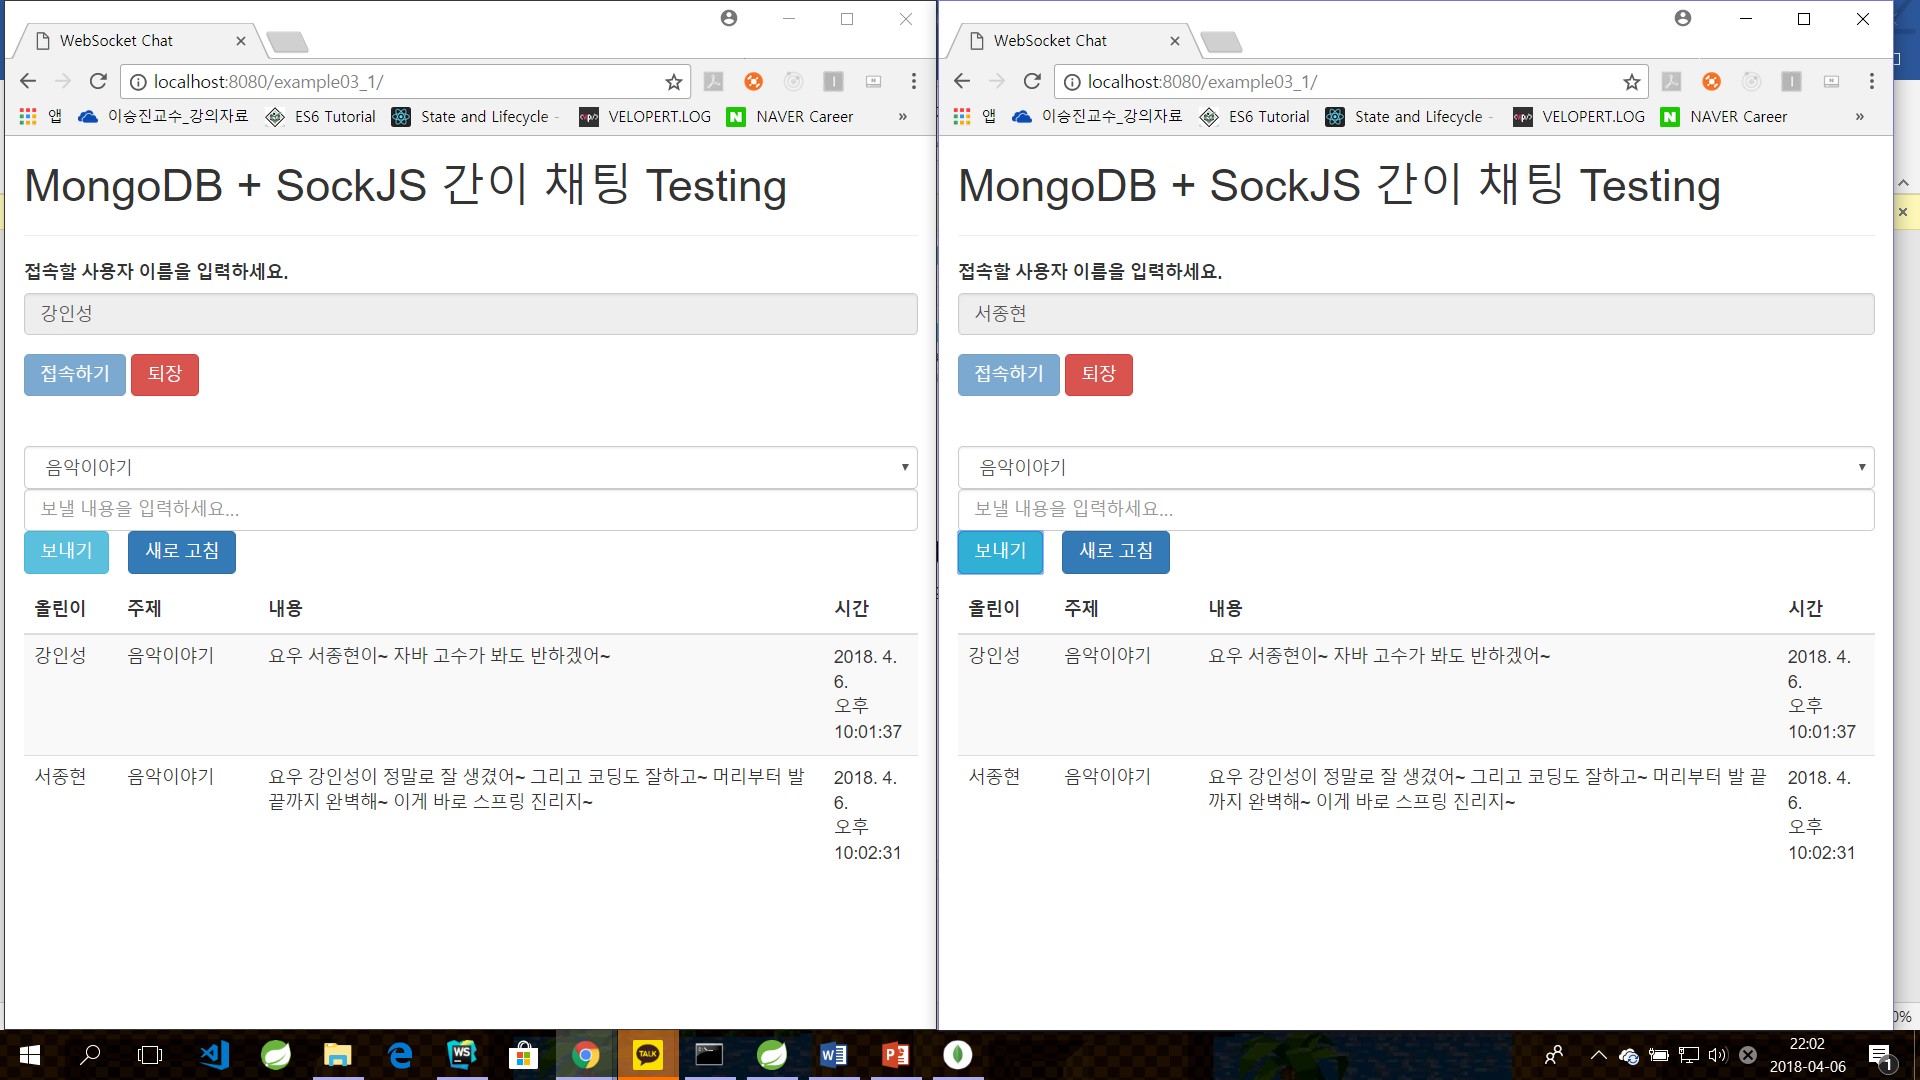 WebSocket Chat
localhost:8080/example03_1/
앱 이승진교수_강의자료 ES6 Tutorial State and Lifecycle - VELOPERT.LOG NAVER Career »
MongoDB + SockJS 간이 채팅 Testing
접속할 사용자 이름을 입력하세요.
강인성
접속하기 퇴장
음악이야기
보낼 내용을 입력하세요...
보내기 새로 고침
올린이 주제 내용 시간
강인성 음악이야기 요우 서종현이~ 자바 고수가 봐도 반하겠어~ 2018. 4.
6.
오후
10:01:37
서종현 음악이야기 요우 강인성이 정말로 잘 생겼어~ 그리고 코딩도 잘하고~ 머리부터 발 2018. 4.
끝까지 완벽해~ 이게 바로 스프링 진리지~ 6.
오후
10:02:31
WebSocket Chat
localhost:8080/example03_1/
앱 이승진교수_강의자료 ES6 Tutorial State and Lifecycle - VELOPERT.LOG NAVER Career »
MongoDB + SockJS 간이 채팅 Testing
접속할 사용자 이름을 입력하세요.
서종현
접속하기 퇴장
음악이야기
보낼 내용을 입력하세요...
보내기 새로 고침
올린이 주제 내용 시간
강인성 음악이야기 요우 서종현이~ 자바 고수가 봐도 반하겠어~ 2018. 4.
6.
오후
10:01:37
서종현 음악이야기 요우 강인성이 정말로 잘 생겼어~ 그리고 코딩도 잘하고~ 머리부터 발 끝 2018. 4.
까지 완벽해~ 이게 바로 스프링 진리지~ 6.
오후
10:02:31
0%
WS
TALK
22:02
2018-04-06
1